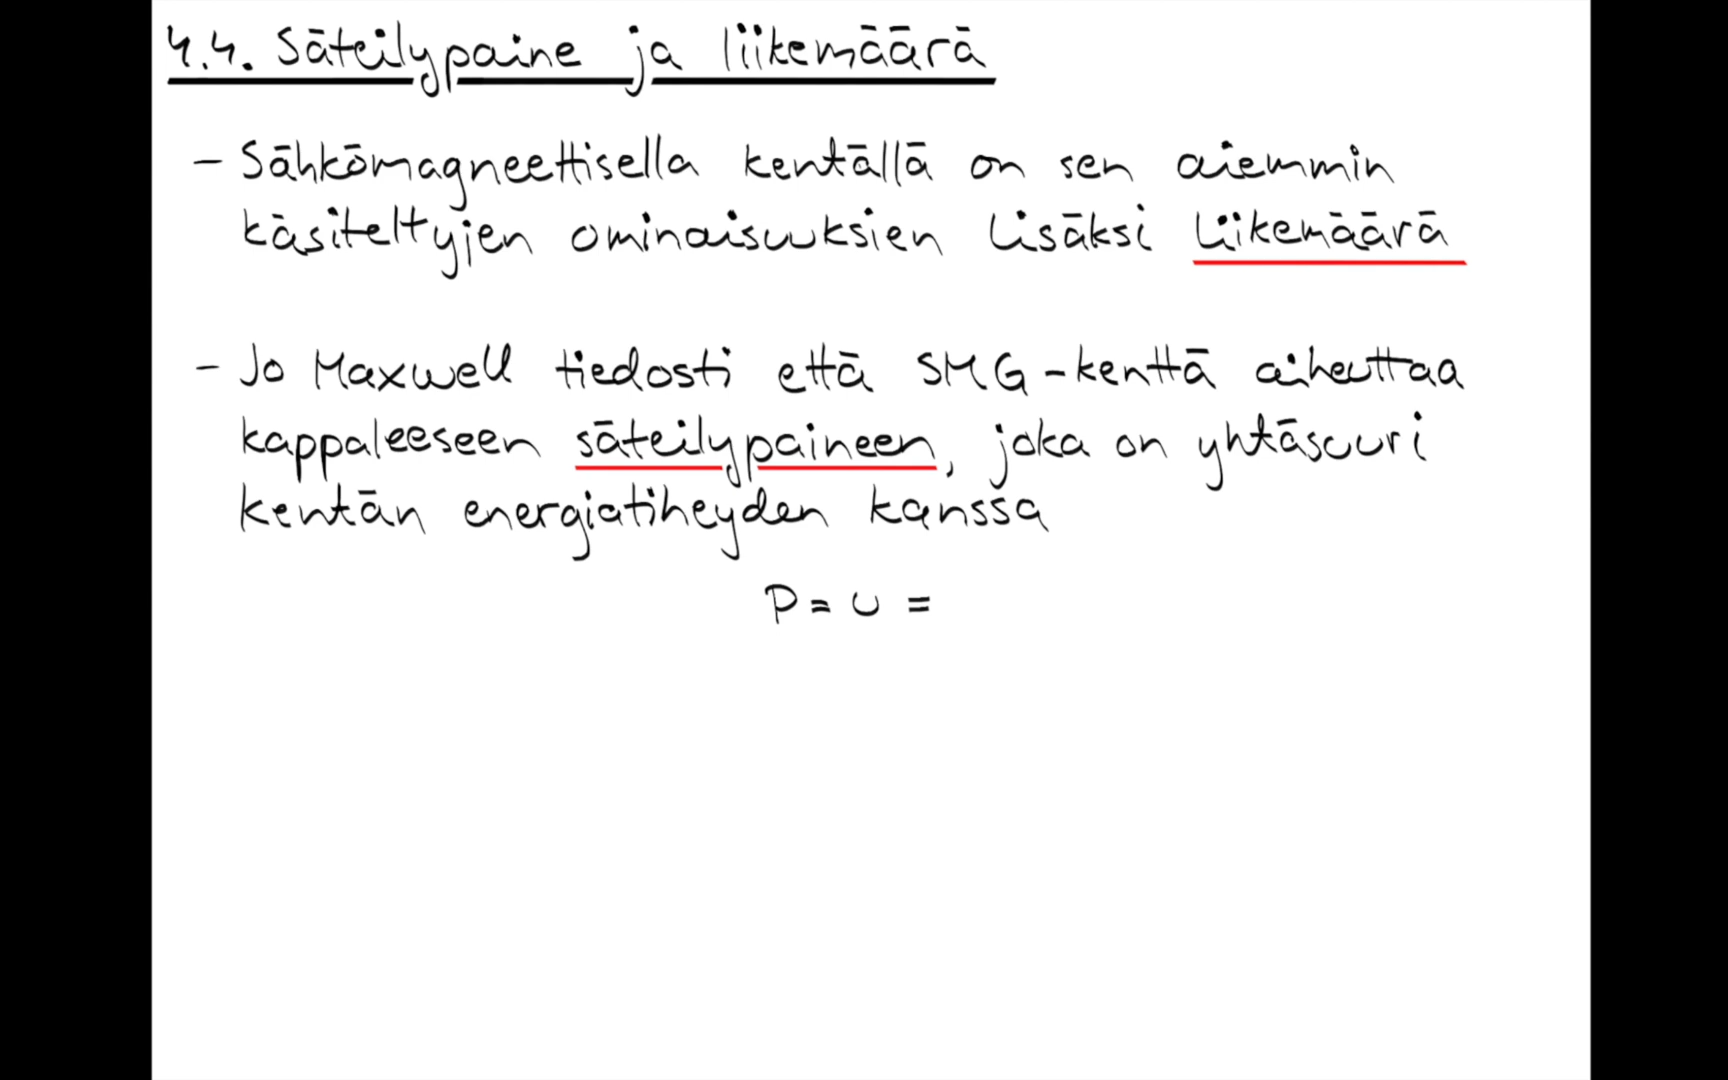 4.4. Säteilypaine ja liikemäärä
- Sähkömagneettisella kentällä on sen aiemmin
käsiteltyjen ominaisuuksien lisäksi liikemäärä
- Jo Maxwell tiedosti että SMG-kenttä aiheuttaa
kappaleeseen säteilypaineen, joka on yhtäsuuri
kentän energiatiheyden kanssa
P = u =